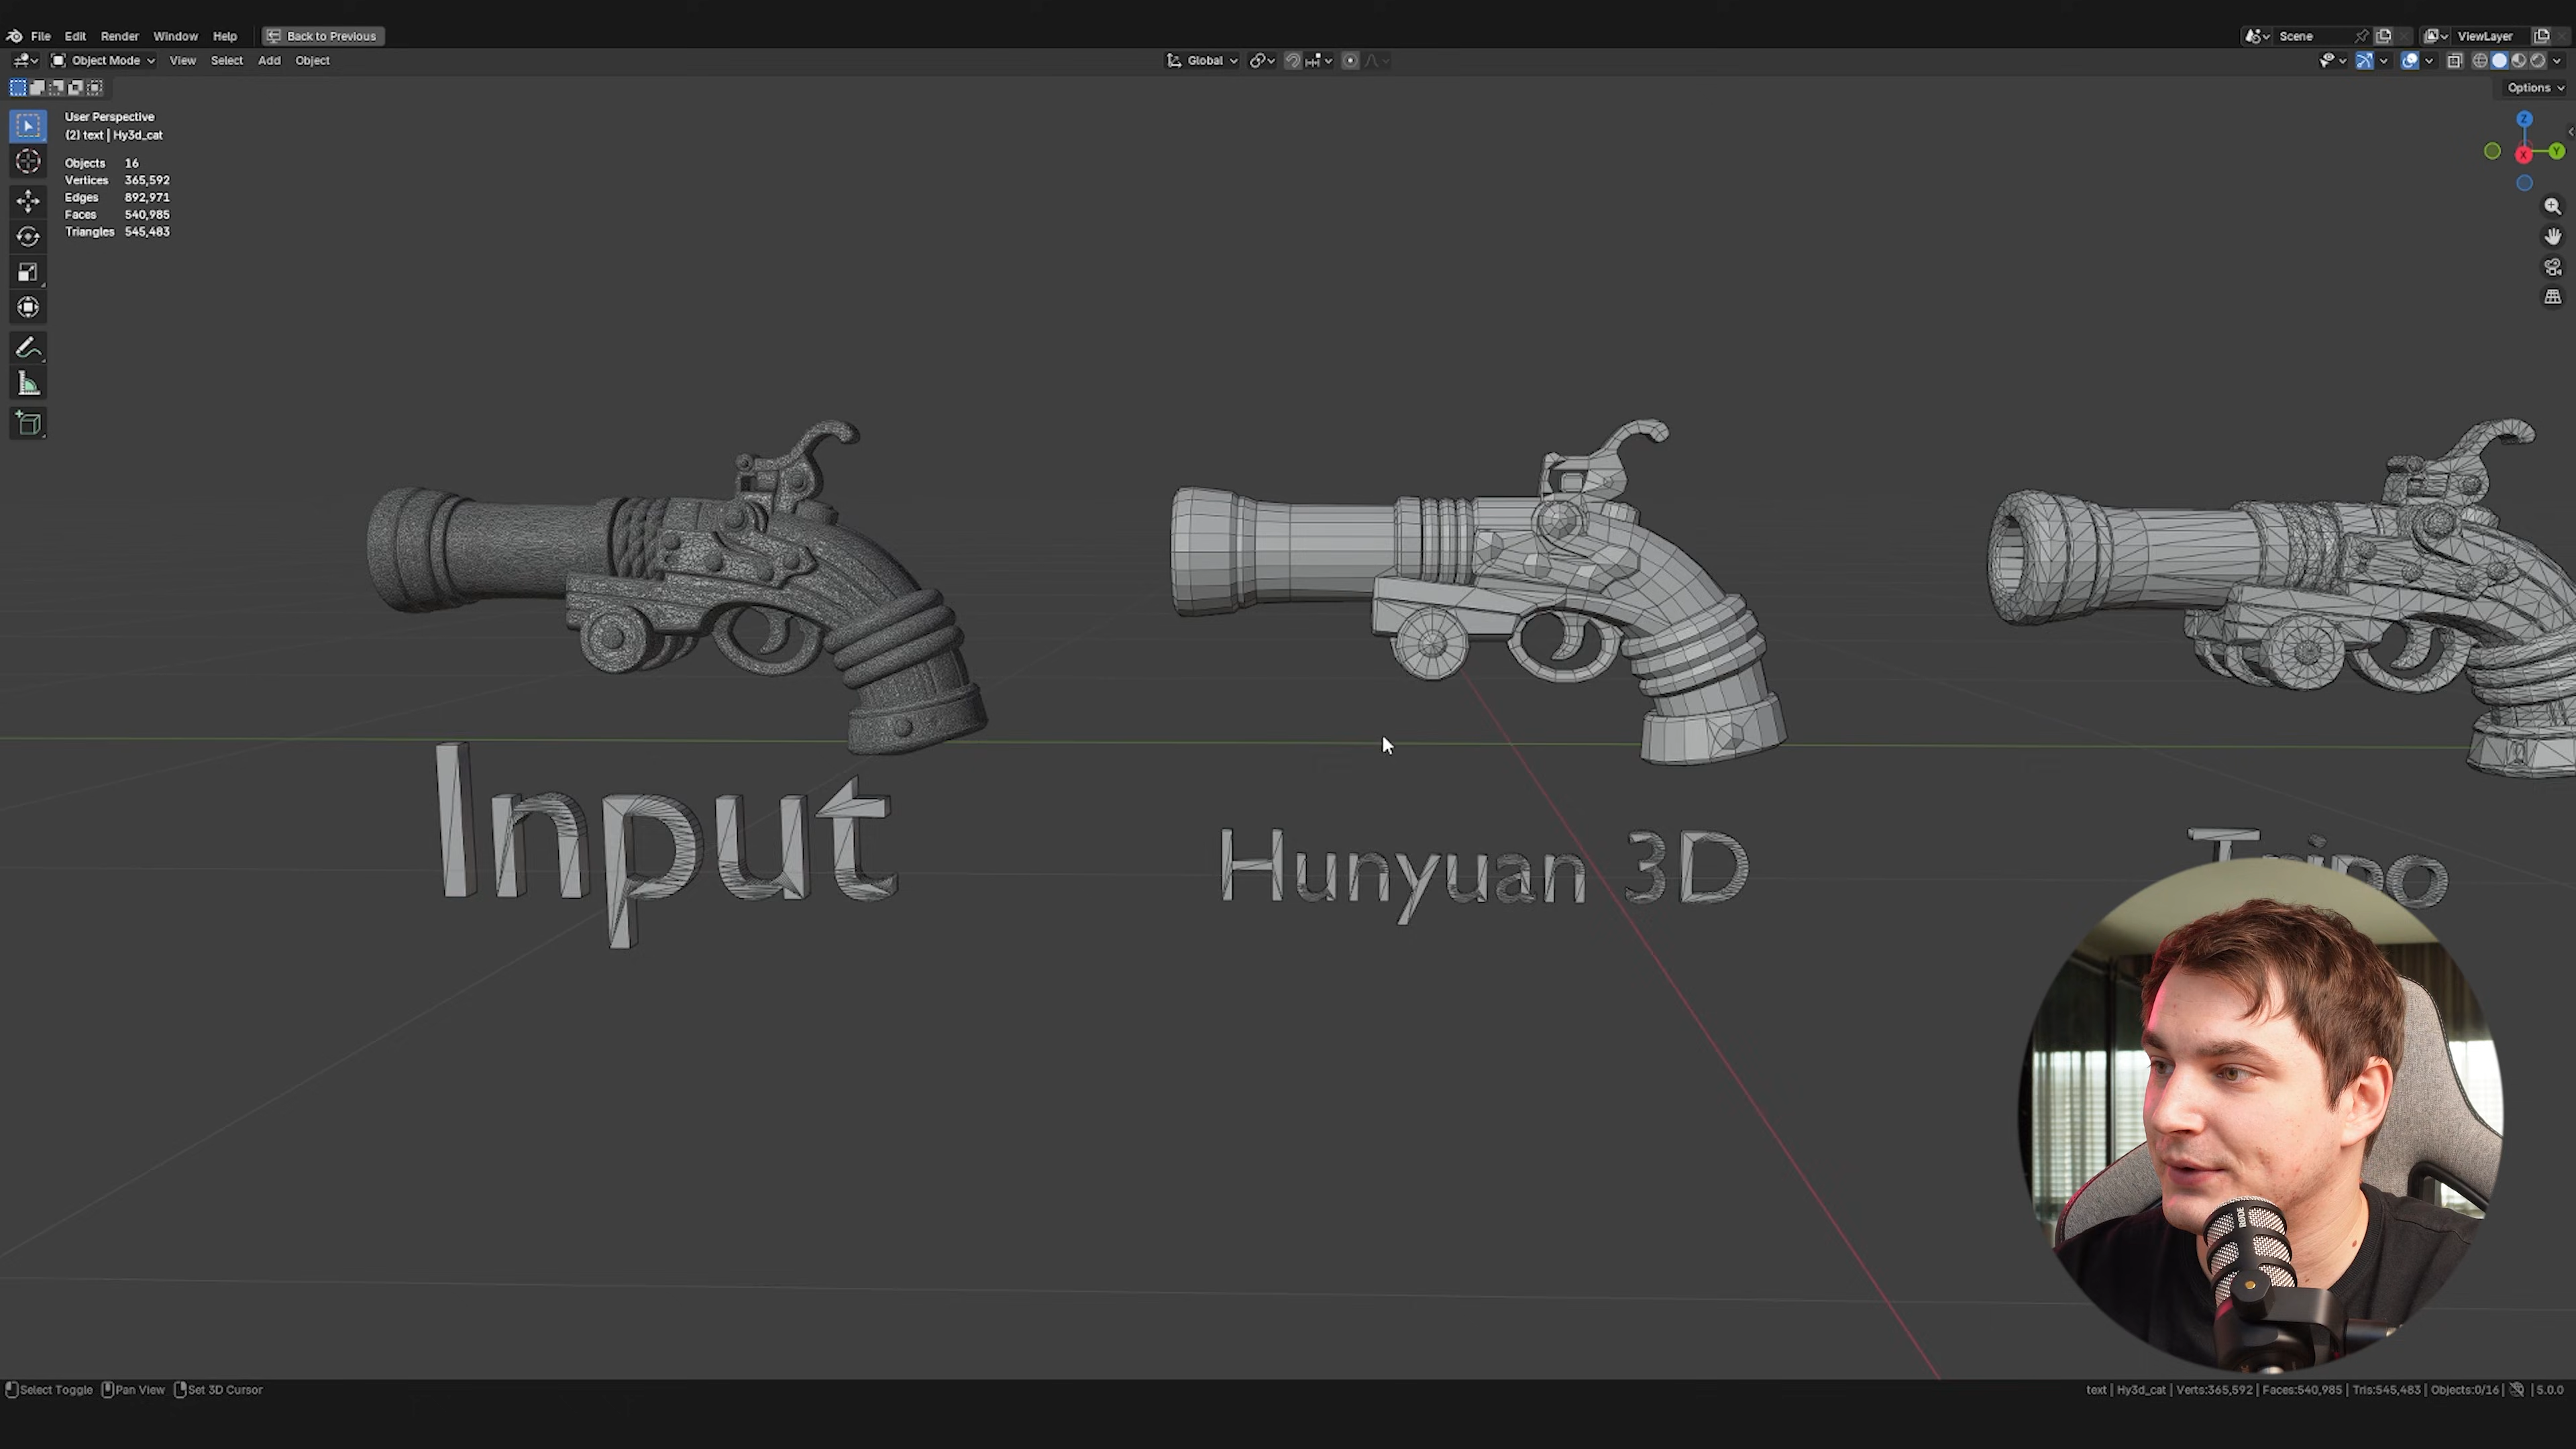 File Edit Render Window Help Back to Previous Scene ViewLayer
Object Mode View Select Add Object Global
Options
User Perspective
(2) text | Hy3d_cat
Objects 16
Vertices 365,592
Edges 892,971
Faces 540,985
Triangles 545,483
Z
Y
X
Input
Hunyuan 3D
Tripo
RØDE
Select Toggle Pan View Set 3D Cursor text | Hy3d_cat | Verts:365,592 | Faces:540,985 | Tris:545,483 | Objects:0/16 | 5.0.0